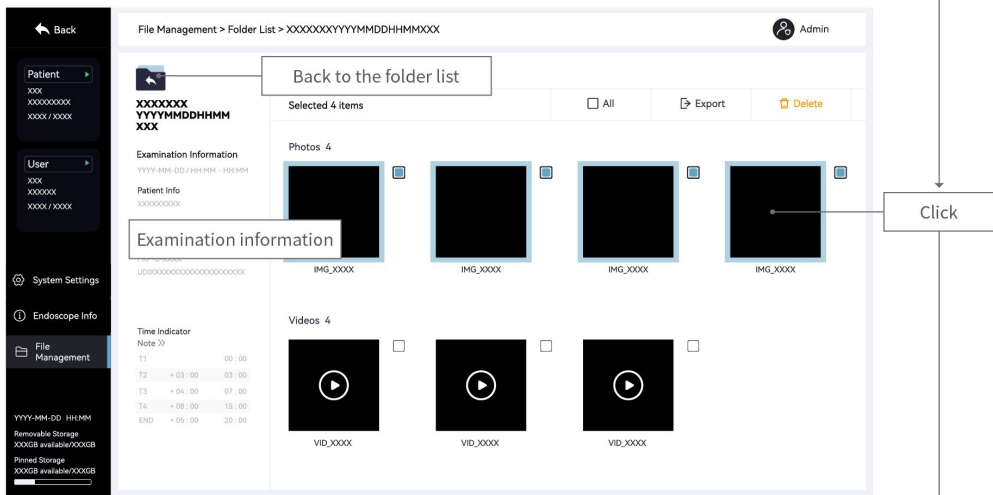 Back
File Management > Folder List > XXXXXXXYYYYMMDDHHMMXXX
Admin
Patient
XXX
XXXXXXXXX
XXXX / XXXX
User
XXX
XXXXXX
XXXX / XXXX
System Settings
Endoscope Info
File
Management
YYYY-MM-DD HH:MM
Removable Storage
XXXGB available/XXXGB
Pinned Storage
XXXGB available/XXXGB
Back to the folder list
XXXXXXX
YYYYMMDDHHMM
XXX
Examination Information
YYYY-MM-DD / HH:MM - HH:MM
Patient Info
XXXXXXXXX
Examination information
UDIXXXXXXXXXXXXXXXXXXXX
Time Indicator
Note
T1 00 : 00
T2 + 03 : 00 03 : 00
T3 + 04 : 00 07 : 00
T4 + 08 : 00 15 : 00
END + 05 : 00 20 : 00
Selected 4 items
All
Export
Delete
Photos 4
IMG_XXXX
IMG_XXXX
IMG_XXXX
IMG_XXXX
Click
Videos 4
VID_XXXX
VID_XXXX
VID_XXXX